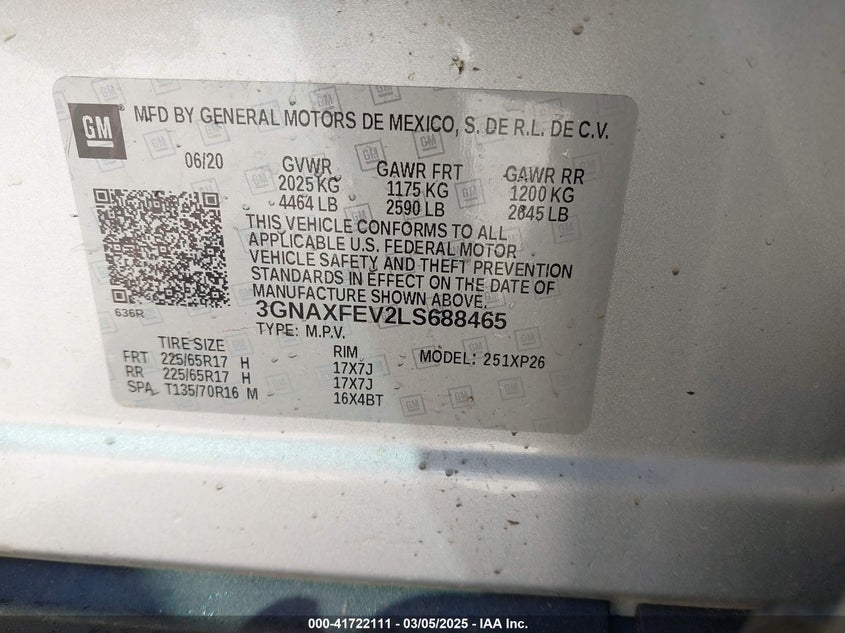 GM
MFD BY GENERAL MOTORS DE MEXICO, S. DE R.L. DE C.V.
06/20 GVWR GAWR FRT GAWR RR
2025 KG 1175 KG 1200 KG
4464 LB 2590 LB 2645 LB
THIS VEHICLE CONFORMS TO ALL
APPLICABLE U.S. FEDERAL MOTOR
VEHICLE SAFETY AND THEFT PREVENTION
STANDARDS IN EFFECT ON THE DATE OF
MANUFACTURE SHOWN ABOVE.
636R
3GNAXFEV2LS688465
TYPE: M.P.V.
TIRE SIZE RIM MODEL: 251XP26
FRT 225/65R17 H 17X7J
RR 225/65R17 H 17X7J
SPA T135/70R16 M 16X4BT
000-41722111 - 03/05/2025 - IAA Inc.